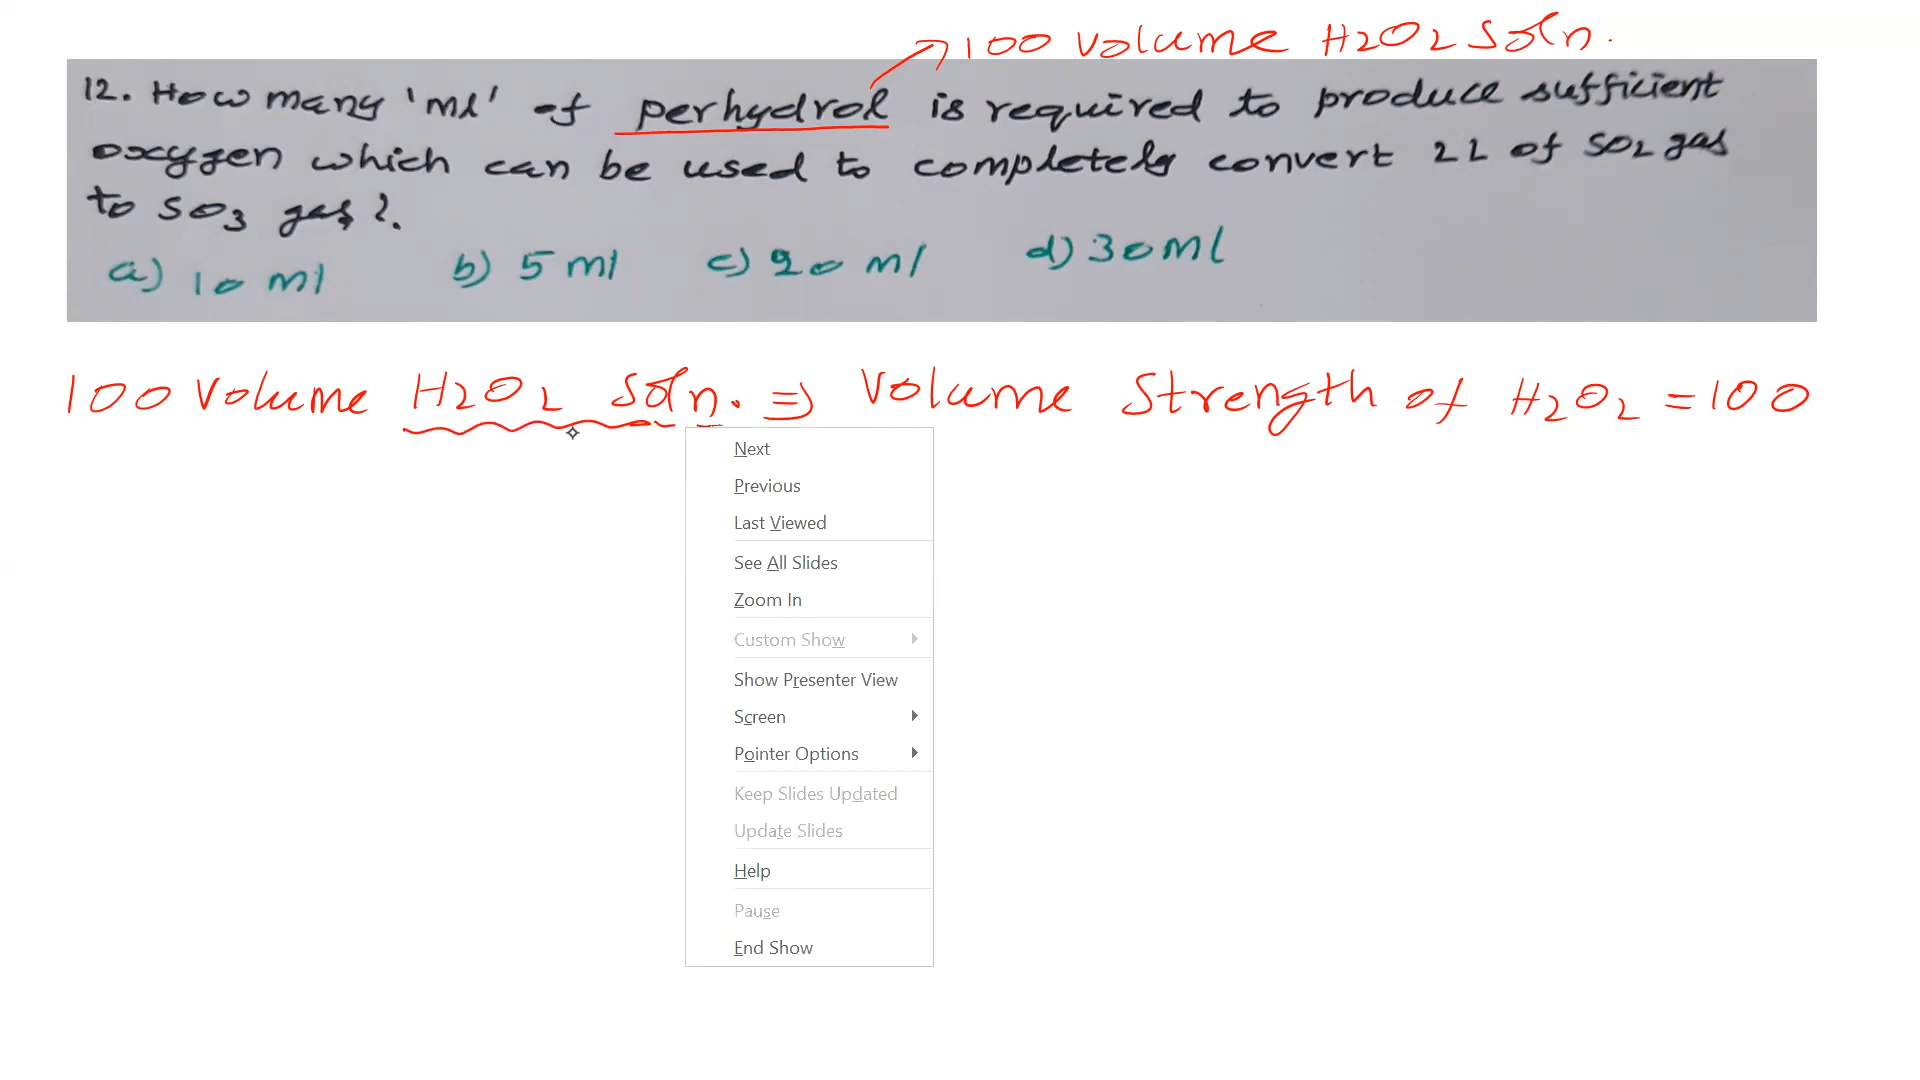 100 Volume H2O2 Soln.
12. How many 'ml' of perhydrol is required to produce sufficient
oxygen which can be used to completely convert 2L of SO2 gas
to SO3 gas?.
a) 10 ml b) 5 ml c) 20 ml d) 30 ml
100 Volume H2O2 Soln. ⇒ Volume Strength of H2O2 = 100
Next
Previous
Last Viewed
See All Slides
Zoom In
Custom Show
Show Presenter View
Screen
Pointer Options
Keep Slides Updated
Update Slides
Help
Pause
End Show